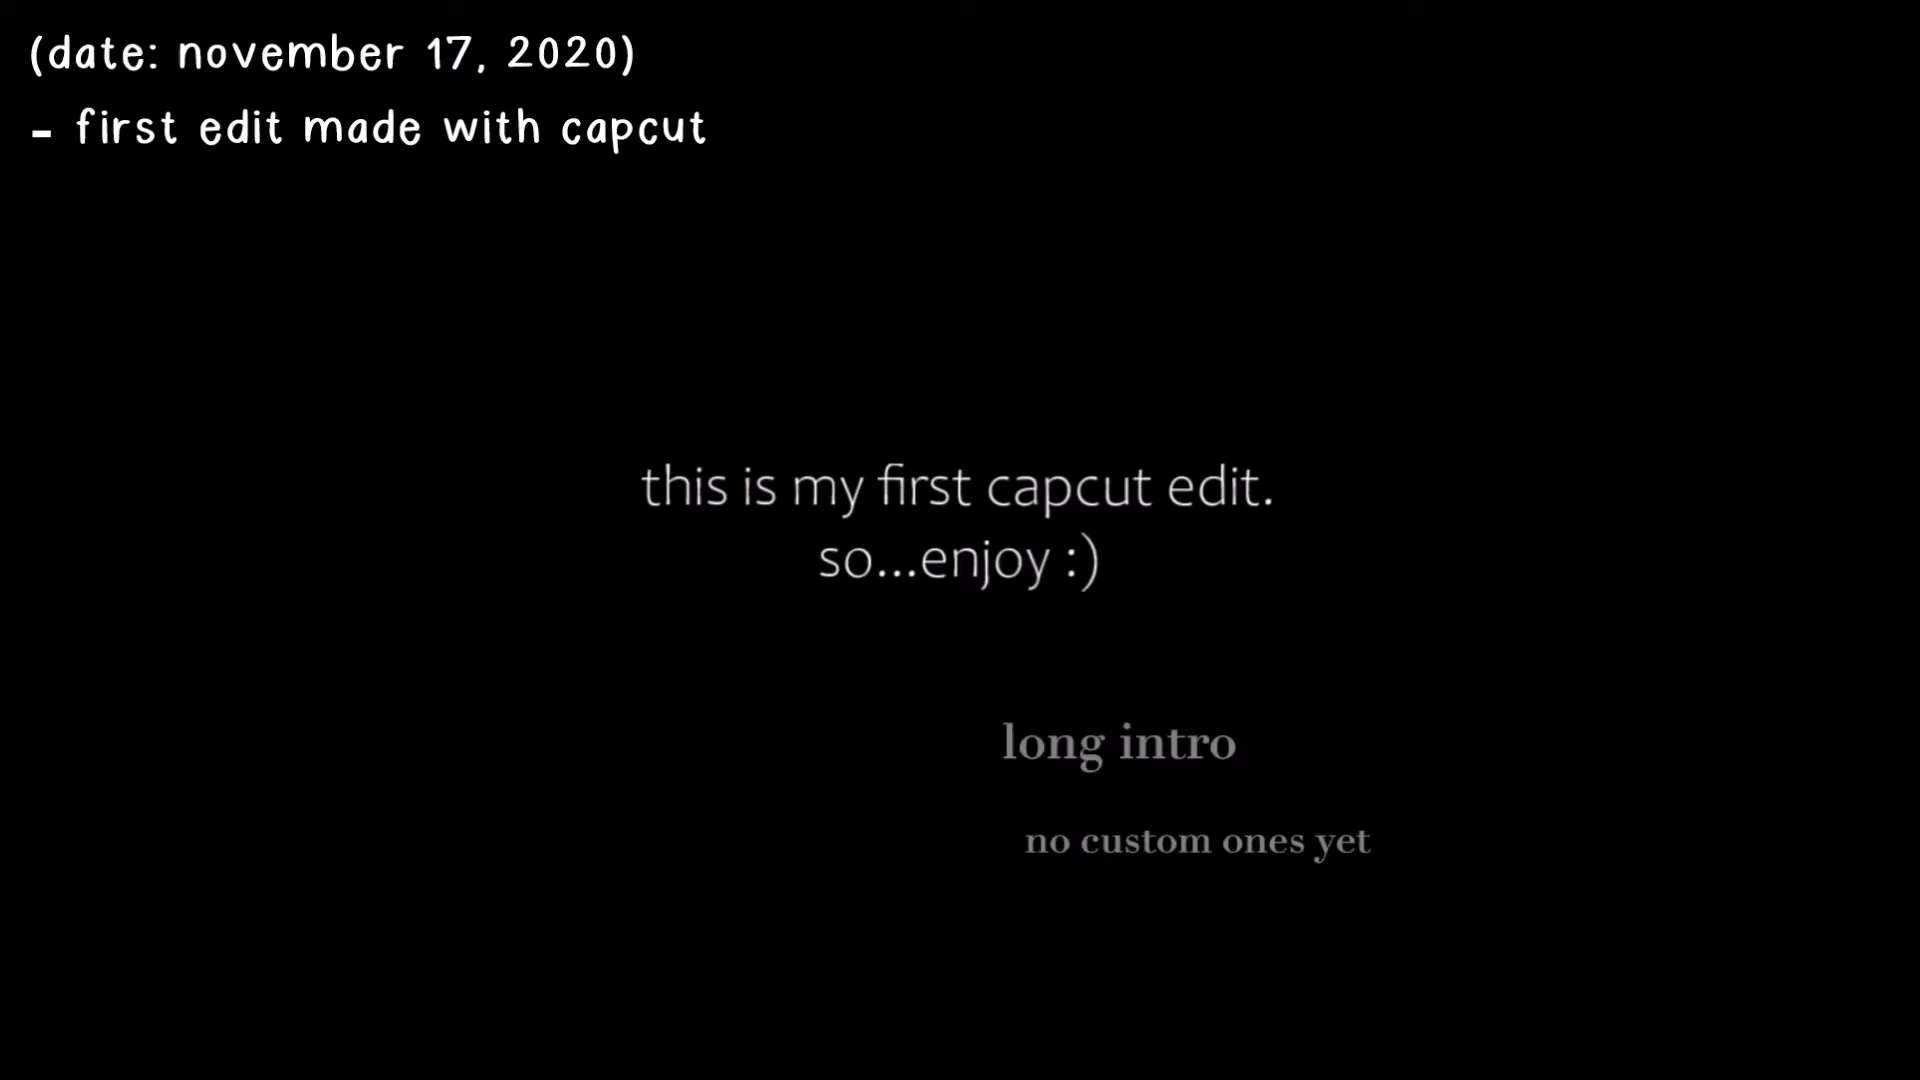 (date: november 17, 2020)
- first edit made with capcut
this is my first capcut edit.
so...enjoy :)
long intro
no custom ones yet